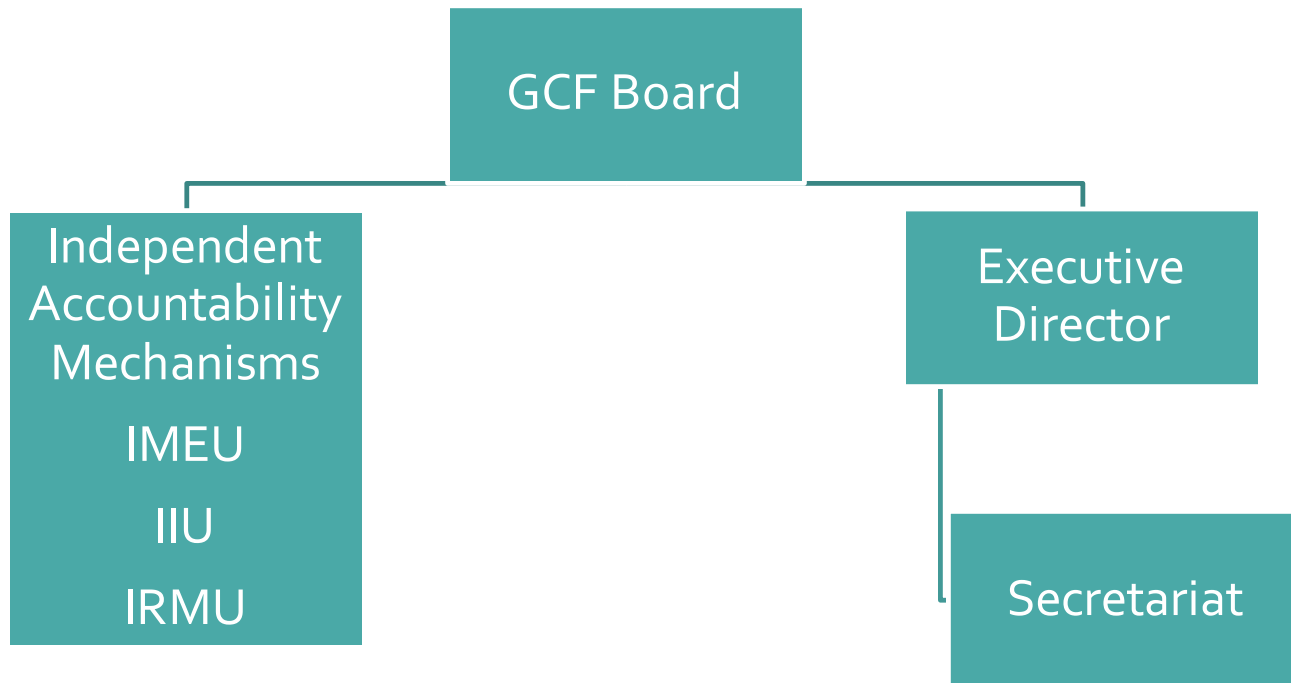 GCF Board
Independent
Accountability
Mechanisms
IMEU
IIU
IRMU
Executive
Director
Secretariat